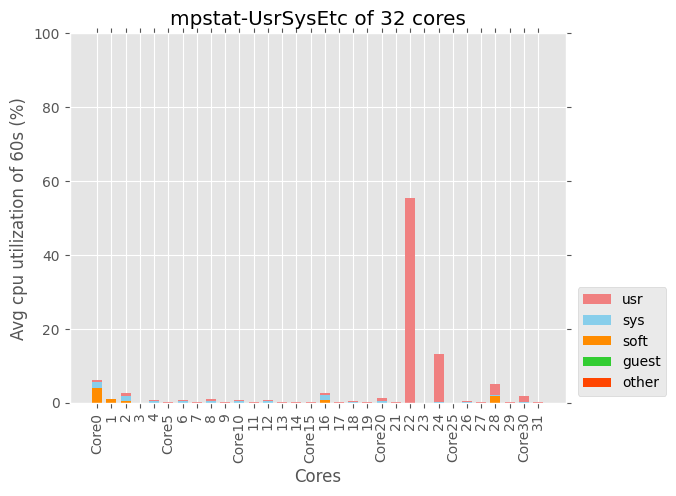 mpstat-UsrSysEtc of 32 cores
Avg cpu utilization of 60s (%)
100
80
60
40
20
0
Core0
1
2
3
4
Core5
6
7
8
9
Core10
11
12
13
14
Core15
16
17
18
19
Core20
21
22
23
24
Core25
26
27
28
29
Core30
31
Cores
usr
sys
soft
guest
other